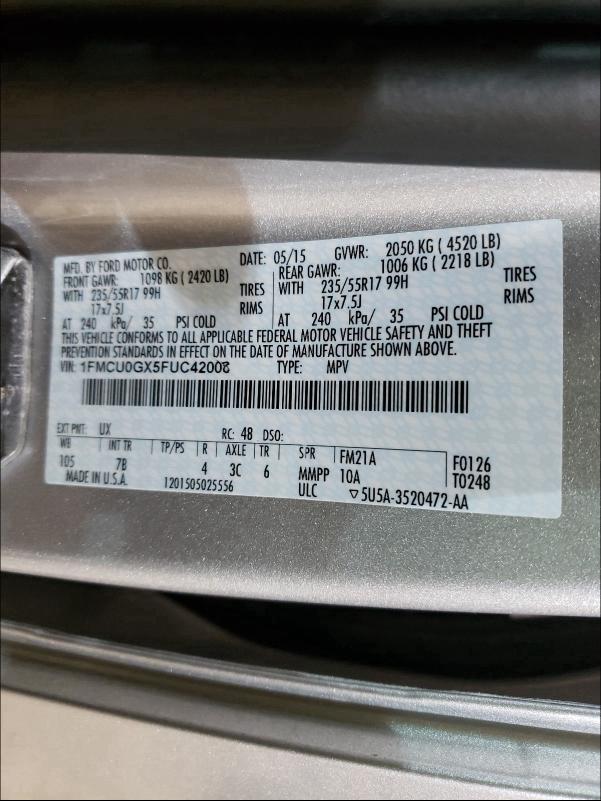 MFD. BY FORD MOTOR CO. DATE: 05/15 GVWR: 2050 KG ( 4520 LB)
FRONT GAWR: 1098 KG ( 2420 LB) REAR GAWR: 1006 KG ( 2218 LB)
WITH 235/55R17 99H TIRES WITH 235/55R17 99H TIRES
17x7.5J RIMS 17x7.5J RIMS
AT 240 kPa/ 35 PSI COLD AT 240 kPa/ 35 PSI COLD
THIS VEHICLE CONFORMS TO ALL APPLICABLE FEDERAL MOTOR VEHICLE SAFETY AND THEFT
PREVENTION STANDARDS IN EFFECT ON THE DATE OF MANUFACTURE SHOWN ABOVE.
VIN: 1FMCU0GX5FUC42008 TYPE: MPV
EXT PNT: UX RC: 48 DSO:
WB INT TR TP/PS R AXLE TR SPR FM21A F0126
105 7B 4 3C 6 MMPP 10A T0248
MADE IN U.S.A. 1201505025556 ULC ▽5U5A-3520472-AA